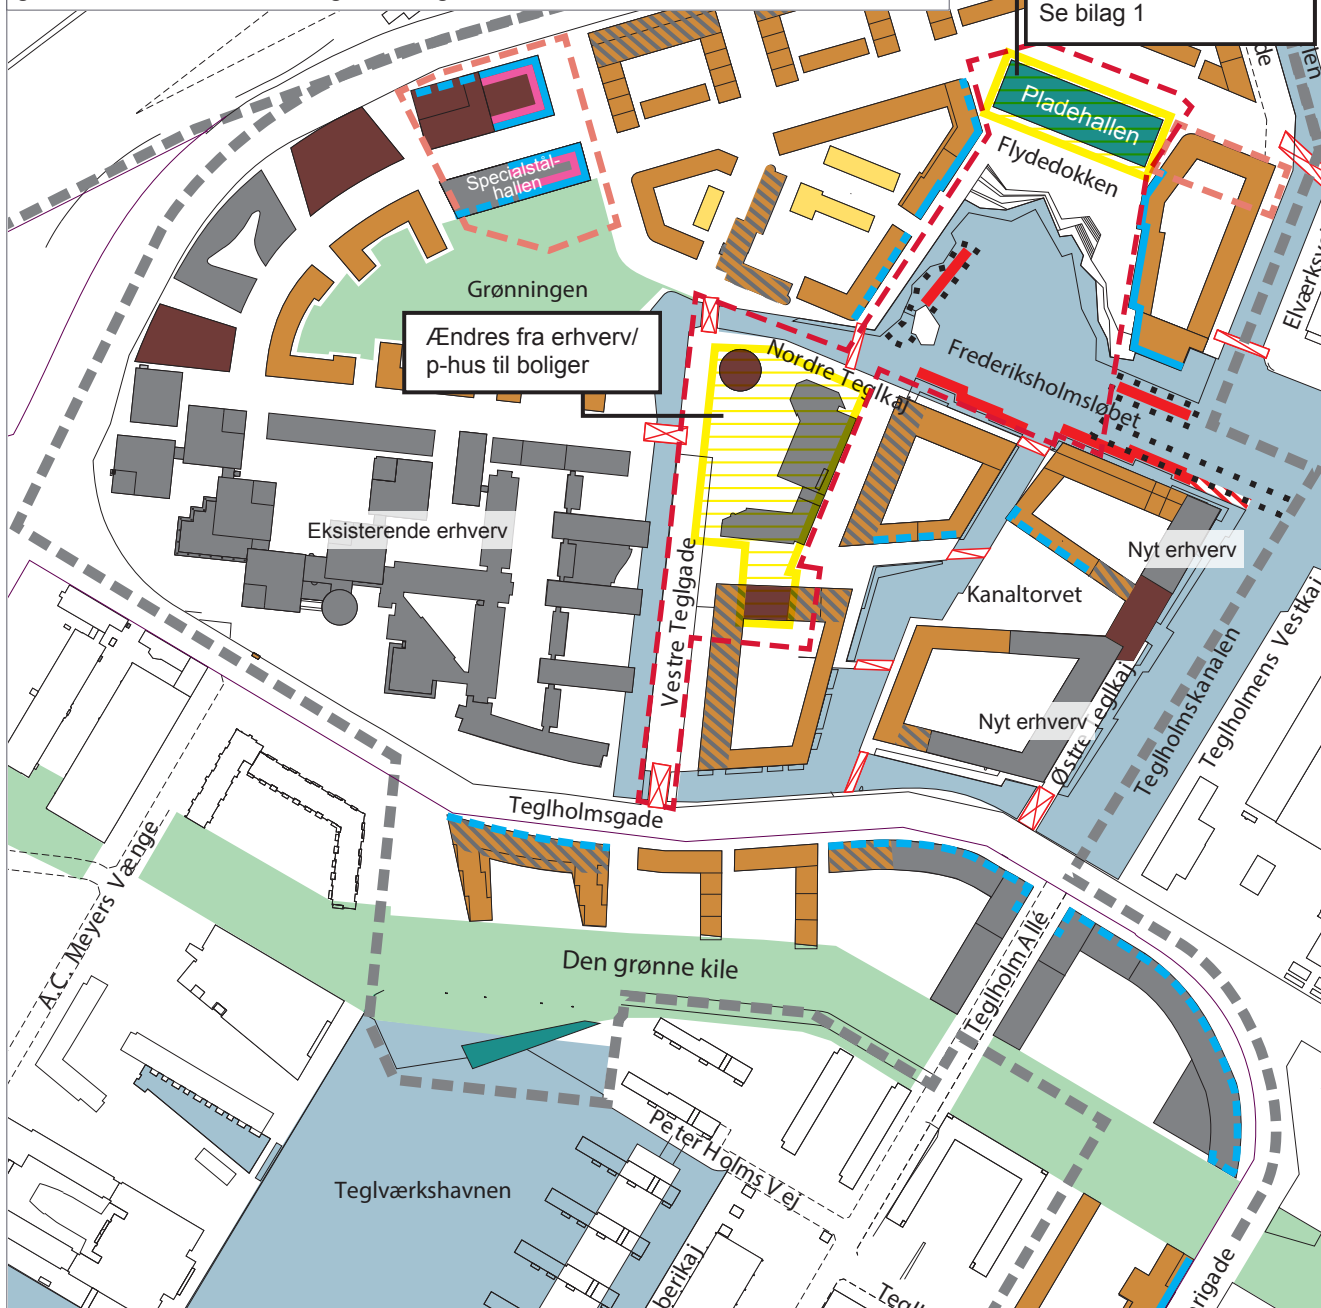 Se bilag 1
Pladehallen
Flydedokken
Specialstål-
hallen
Grønningen
Ændres fra erhverv/
p-hus til boliger
Nordre Teglkaj
Frederiksholmsløbet
Eksisterende erhverv
Nyt erhverv
Kanaltorvet
Vestre Teglgade
Nyt erhverv
Østre Teglkaj
Teglholmskanalen
Teglholmens Vestkaj
Teglholmsgade
A.C. Meyers Vænge
Den grønne kile
Teglholm Allé
Peter Holms Vej
Teglværkshavnen